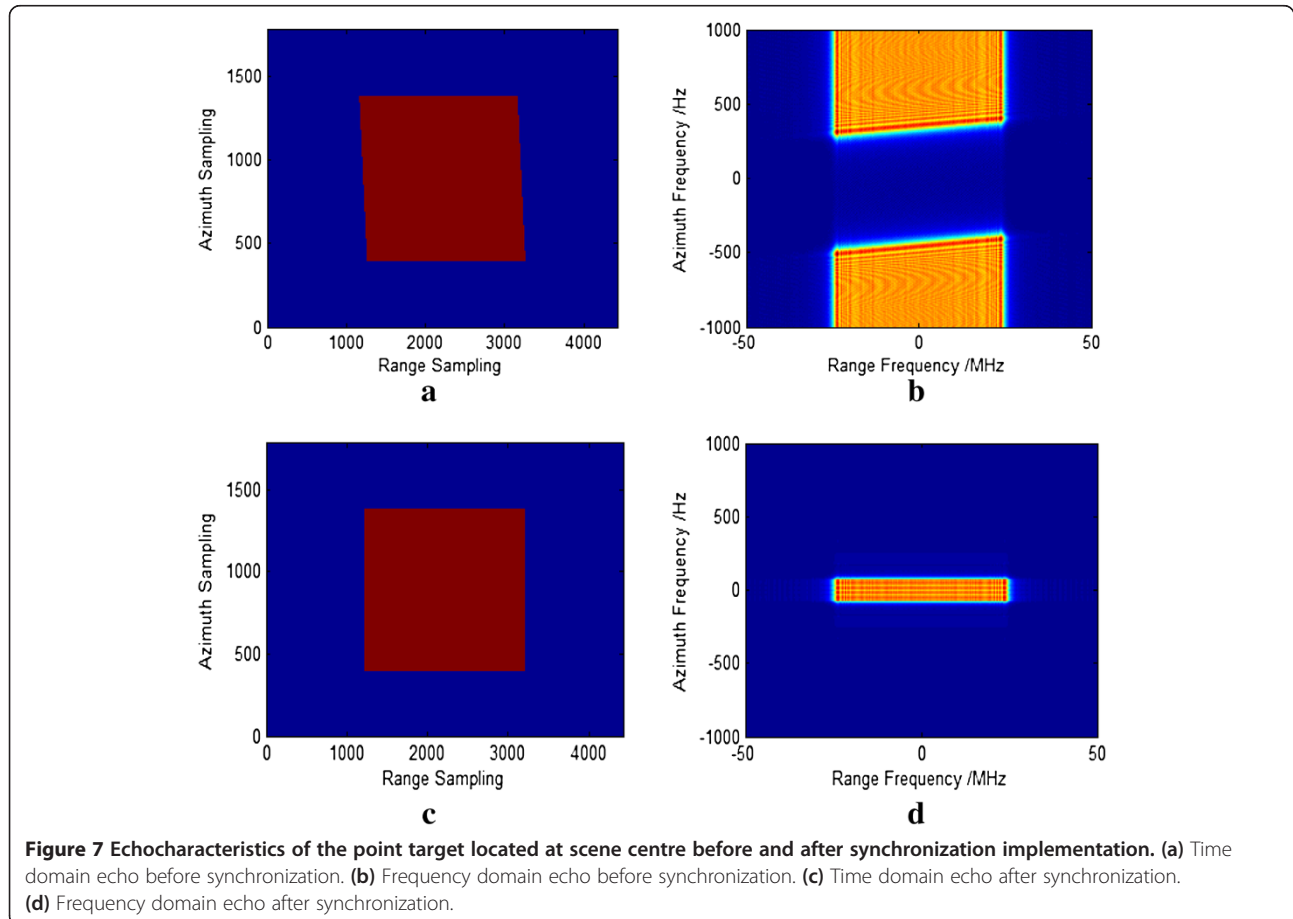 1500
1000
500
0
0 1000 2000 3000 4000
Azimuth Sampling
Range Sampling
a
1000
500
0
-500
-1000
-50 0 50
Azimuth Frequency /Hz
Range Frequency /MHz
b
1500
1000
500
0
0 1000 2000 3000 4000
Azimuth Sampling
Range Sampling
c
1000
500
0
-500
-1000
-50 0 50
Azimuth Frequency /Hz
Range Frequency /MHz
d
Figure 7 Echocharacteristics of the point target located at scene centre before and after synchronization implementation. (a) Time
domain echo before synchronization. (b) Frequency domain echo before synchronization. (c) Time domain echo after synchronization.
(d) Frequency domain echo after synchronization.